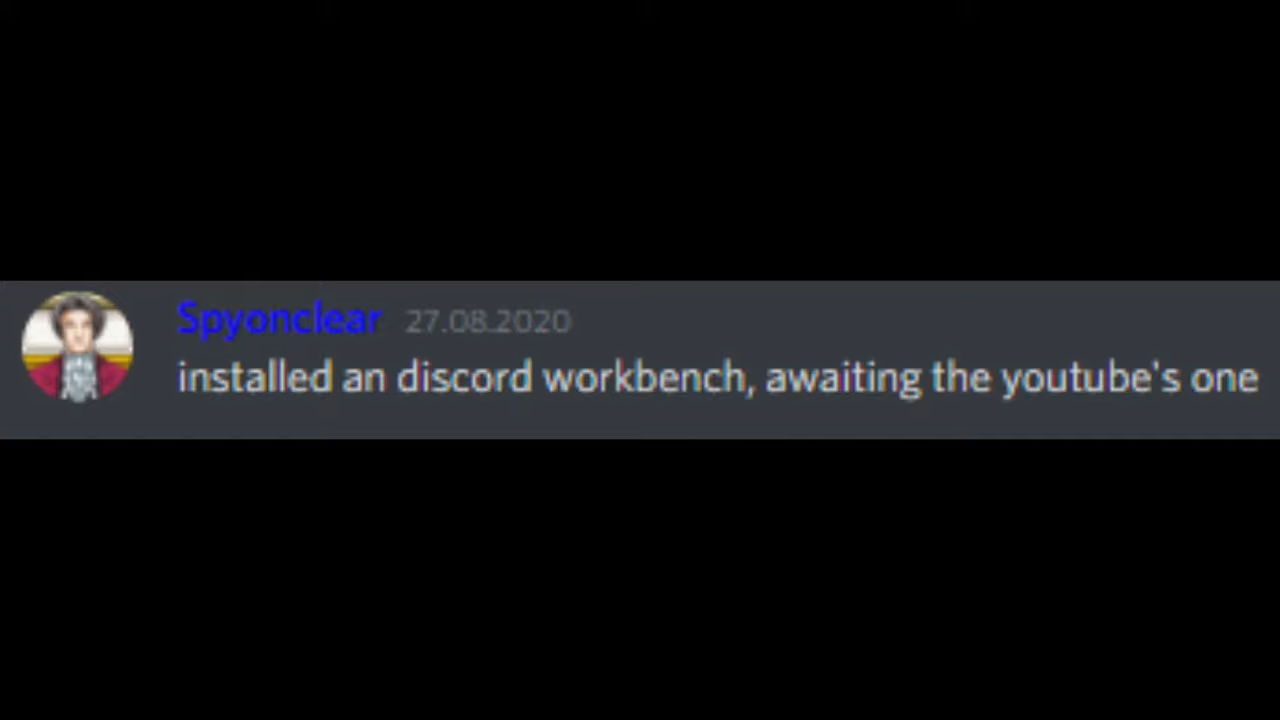 Spyonclear 27.08.2020
installed an discord workbench, awaiting the youtube's one